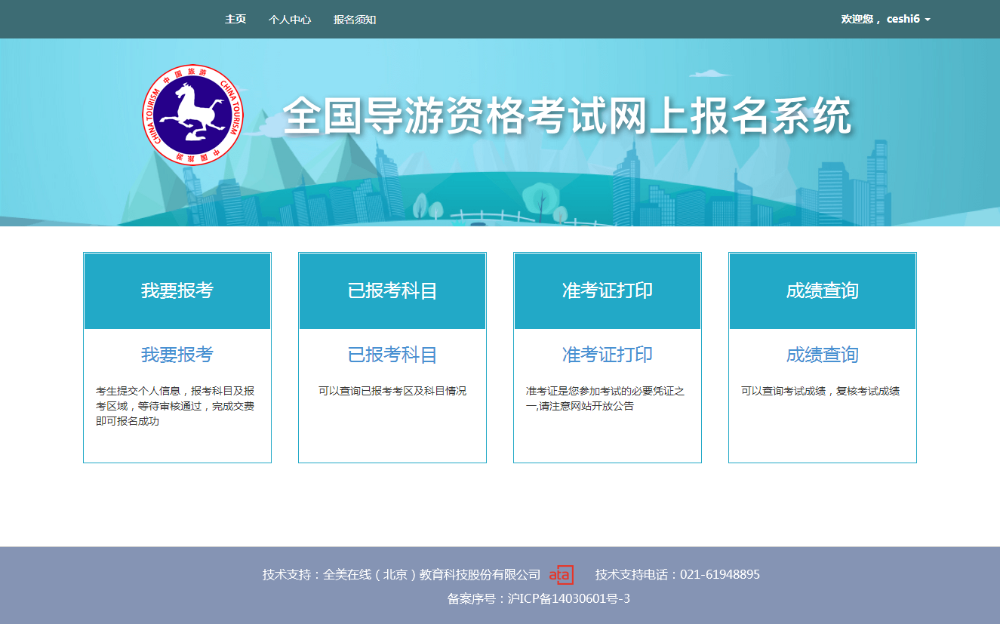 主页 个人中心 报名须知 欢迎您， ceshi6
中国旅游
CHINA TOURISM
CHINA TOURISM
中国旅游
全国导游资格考试网上报名系统
我要报考 已报考科目 准考证打印 成绩查询
我要报考
考生提交个人信息，报考科目及报
考区域，等待审核通过，完成交费
即可报名成功
已报考科目
可以查询已报考考区及科目情况
准考证打印
准考证是您参加考试的必要凭证之
一,请注意网站开放公告
成绩查询
可以查询考试成绩，复核考试成绩
技术支持：全美在线（北京）教育科技股份有限公司 ata 技术支持电话：021-61948895
备案序号：沪ICP备14030601号-3